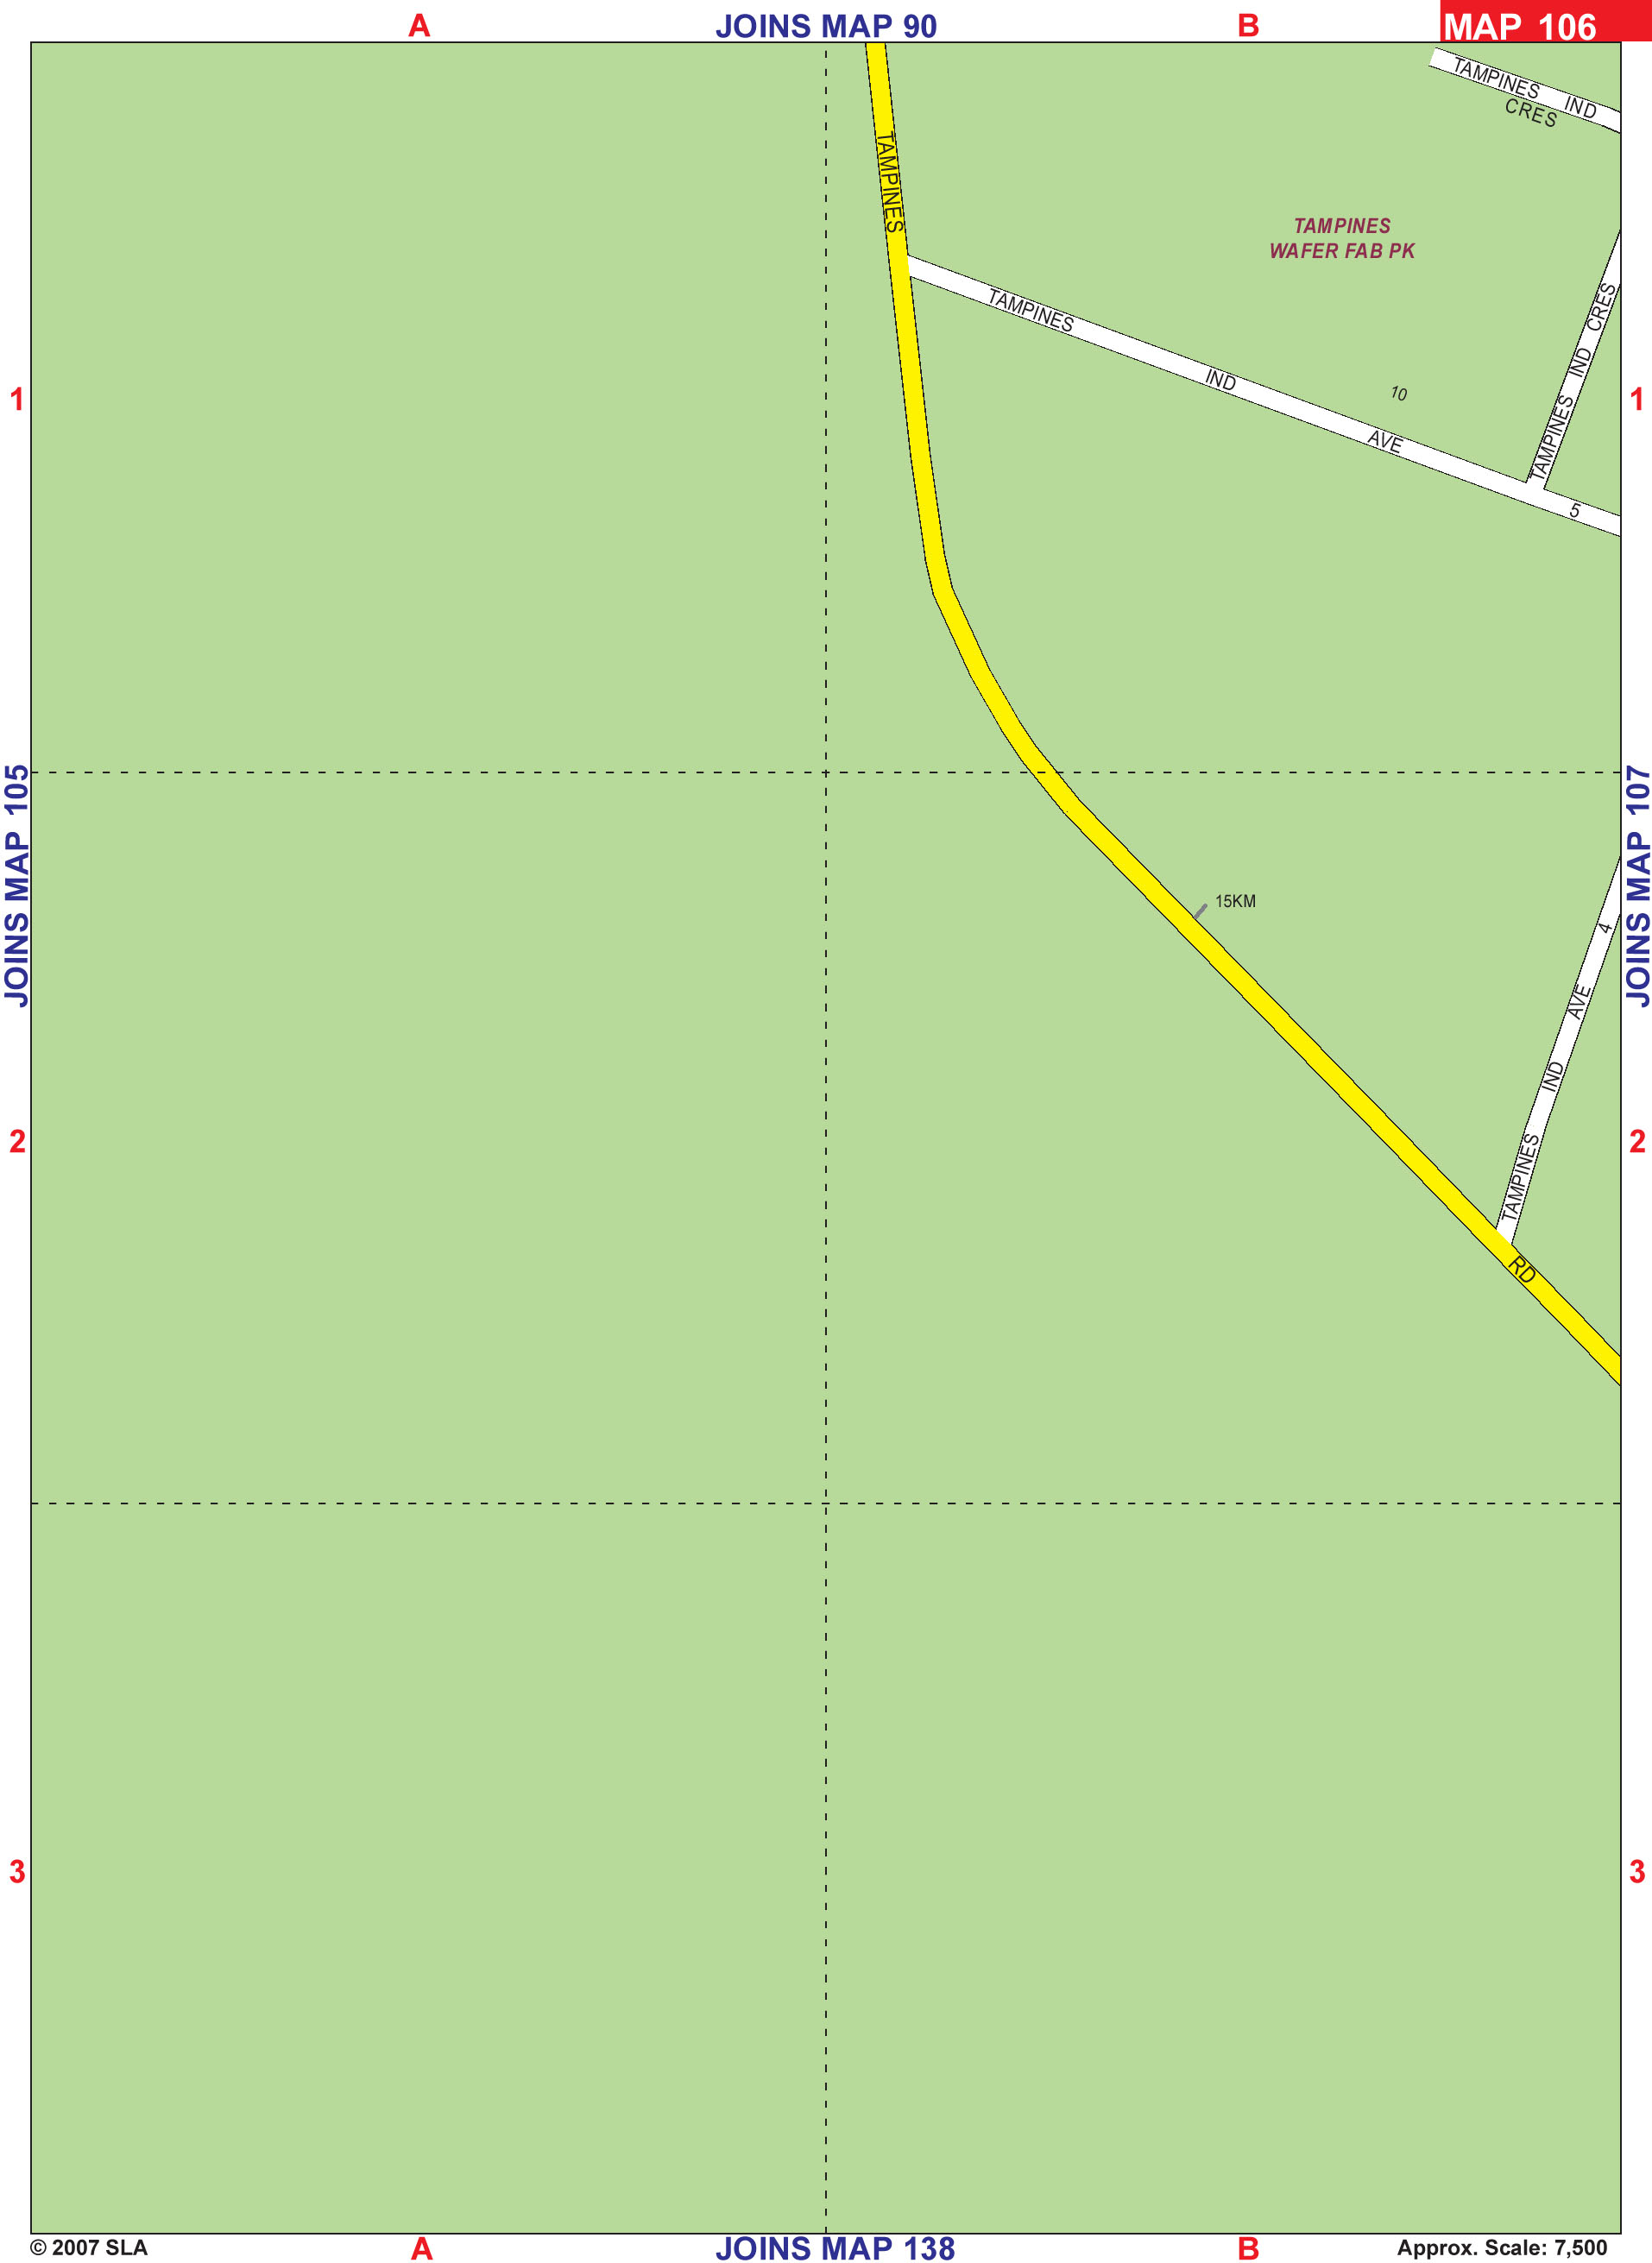 A
JOINS MAP 90
B
MAP 106
TAMPINES IND
CRES
TAMPINES
TAMPINES
WAFER FAB PK
TAMPINES IND AVE 5
TAMPINES IND CRES
10
1
1
JOINS MAP 105
JOINS MAP 107
15KM
TAMPINES IND AVE 4
2
2
RD
3
3
© 2007 SLA
A
JOINS MAP 138
B
Approx. Scale: 7,500